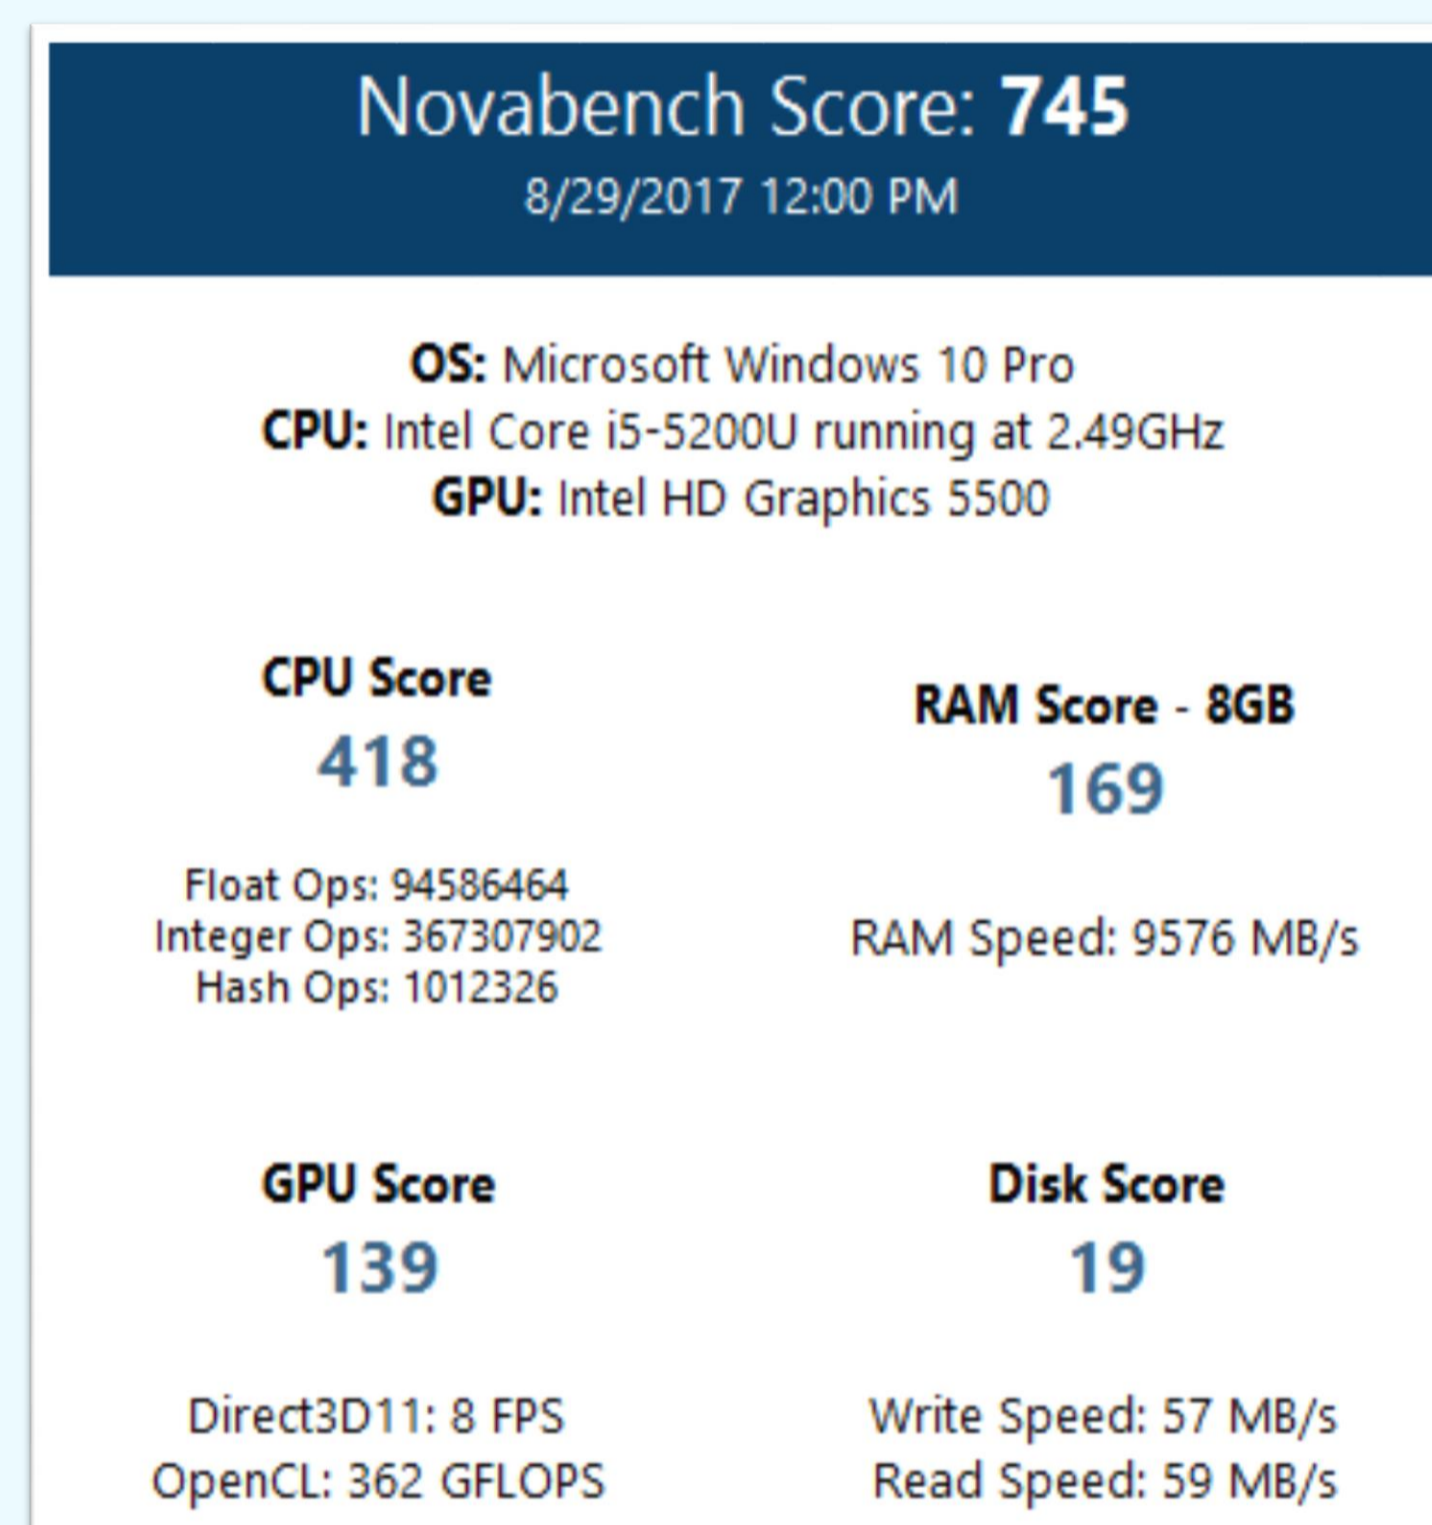 Novabench Score: 745
8/29/2017 12:00 PM
OS: Microsoft Windows 10 Pro
CPU: Intel Core i5-5200U running at 2.49GHz
GPU: Intel HD Graphics 5500
CPU Score
418
Float Ops: 94586464
Integer Ops: 367307902
Hash Ops: 1012326
RAM Score - 8GB
169
RAM Speed: 9576 MB/s
GPU Score
139
Direct3D11: 8 FPS
OpenCL: 362 GFLOPS
Disk Score
19
Write Speed: 57 MB/s
Read Speed: 59 MB/s